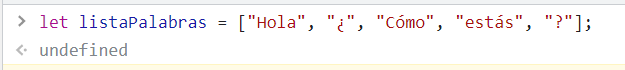 > let listaPalabras = ["Hola", "¿", "Cómo", "estás", "?"];
<· undefined